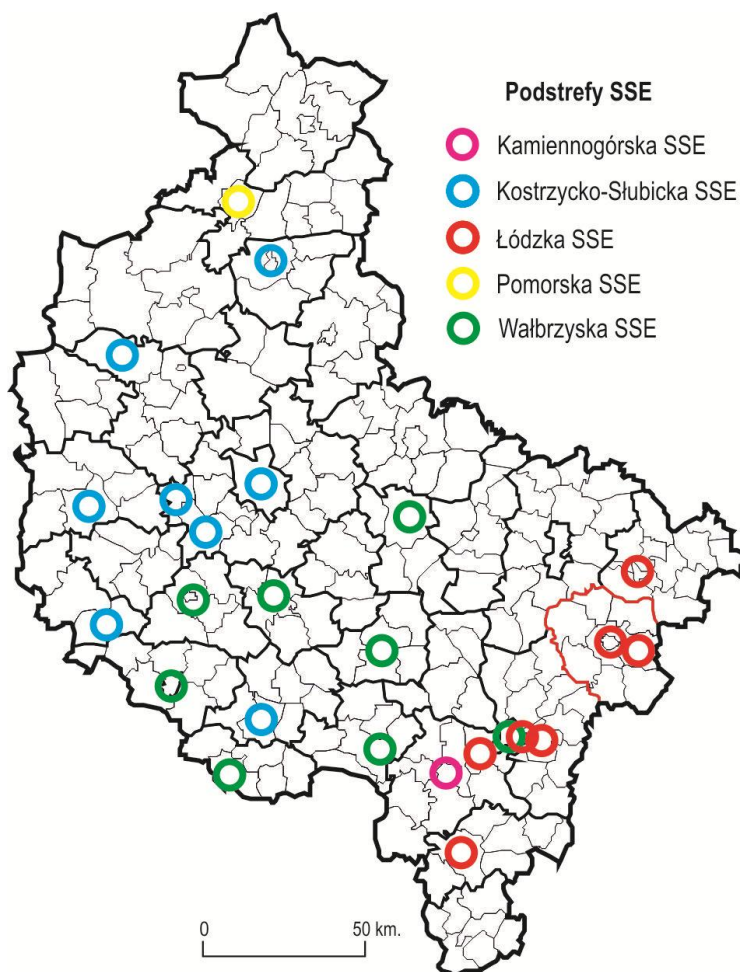 Podstrefy SSE
Kamiennogórska SSE
Kostrzycko-Słubicka SSE
Łódzka SSE
Pomorska SSE
Wałbrzyska SSE
0 50 km.